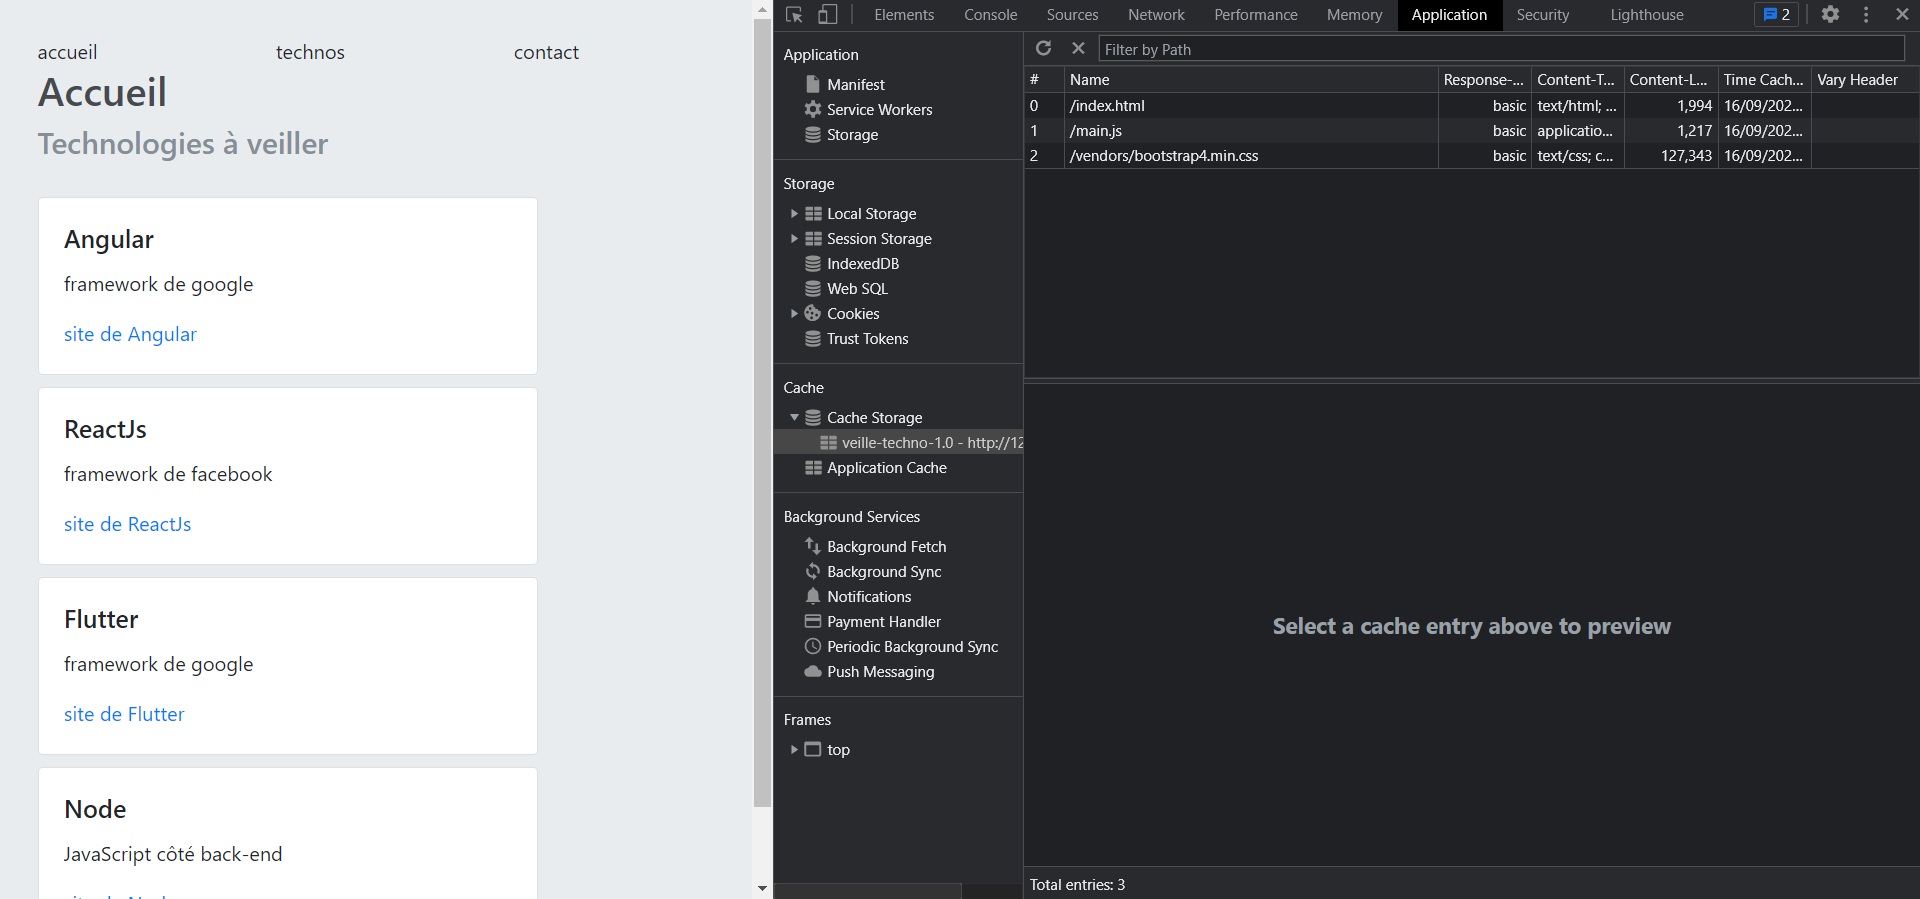 accueil technos contact
Accueil
Technologies à veiller
Angular
framework de google
site de Angular
ReactJs
framework de facebook
site de ReactJs
Flutter
framework de google
site de Flutter
Node
JavaScript côté back-end
Elements Console Sources Network Performance Memory Application Security Lighthouse 2
Application
Manifest
Service Workers
Storage
Storage
Local Storage
Session Storage
IndexedDB
Web SQL
Cookies
Trust Tokens
Cache
Cache Storage
veille-techno-1.0 - http://12
Application Cache
Background Services
Background Fetch
Background Sync
Notifications
Payment Handler
Periodic Background Sync
Push Messaging
Frames
top
Filter by Path
# Name Response-... Content-T... Content-L... Time Cach... Vary Header
0 /index.html basic text/html; ... 1,994 16/09/202...
1 /main.js basic applicatio... 1,217 16/09/202...
2 /vendors/bootstrap4.min.css basic text/css; c... 127,343 16/09/202...
Select a cache entry above to preview
Total entries: 3